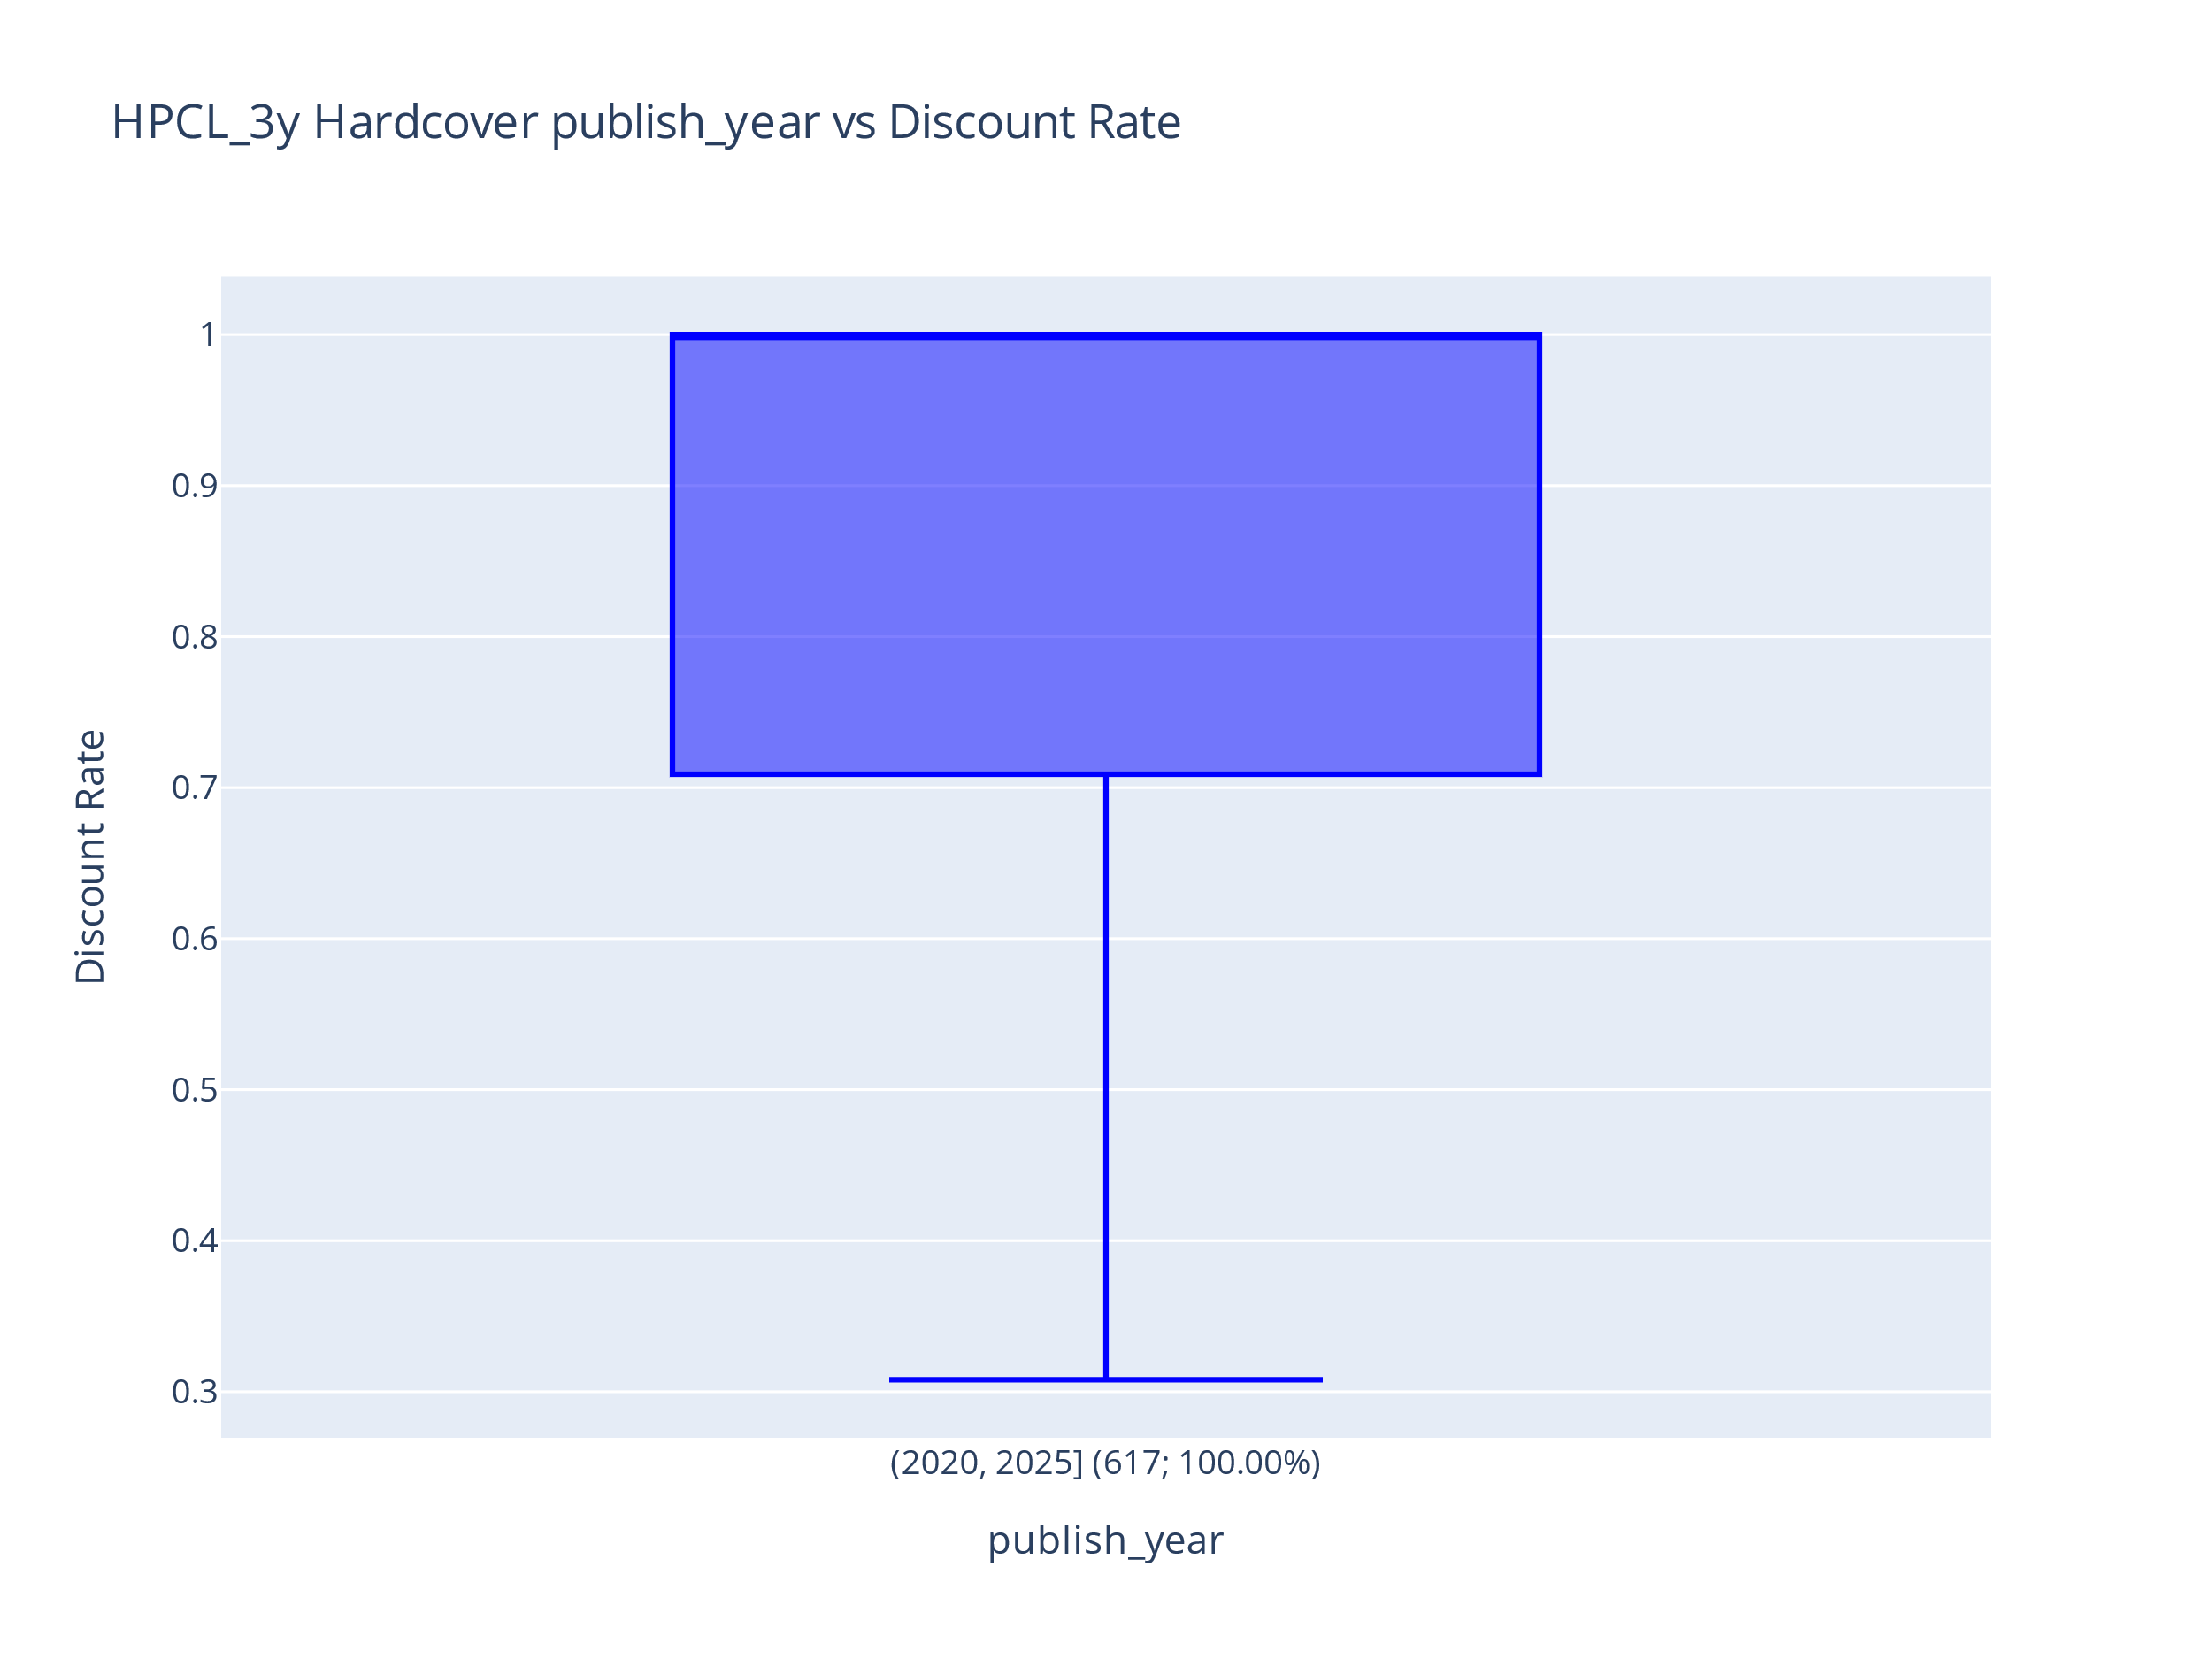 HPCL_3y Hardcover publish_year vs Discount Rate
1
0.9
0.8
0.7
0.6
0.5
0.4
0.3
Discount Rate
(2020, 2025] (617; 100.00%)
publish_year